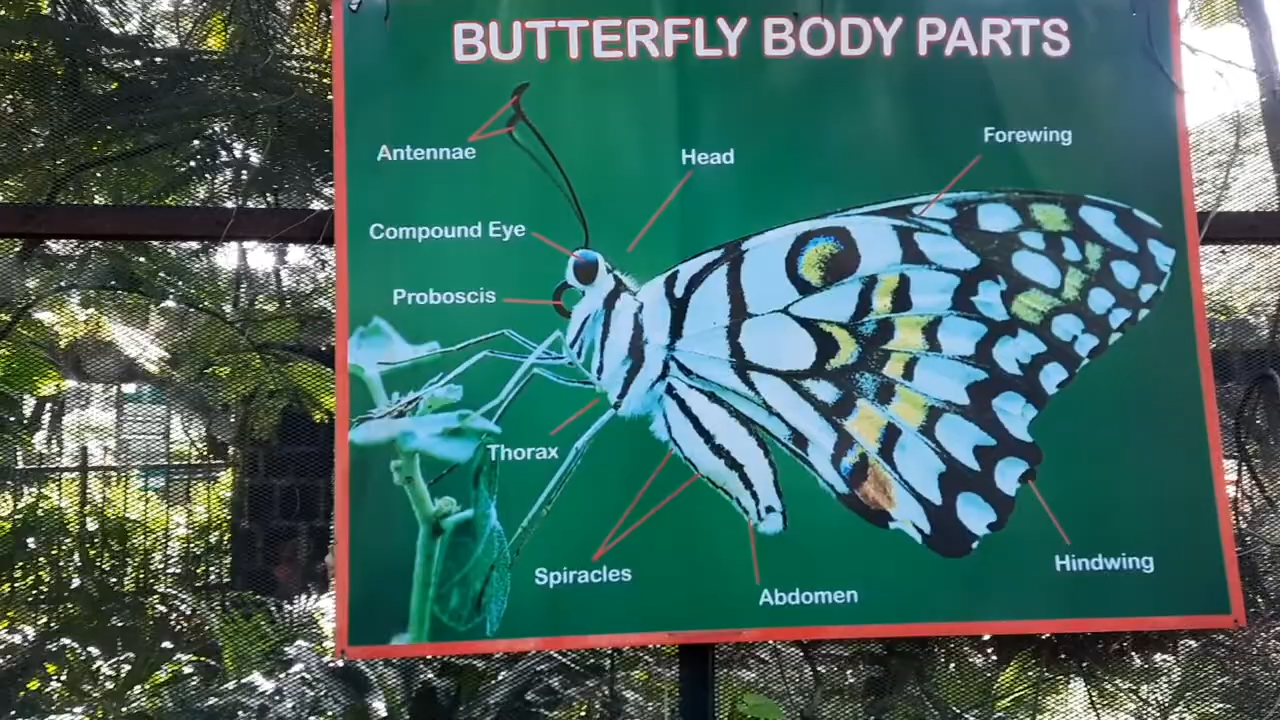 BUTTERFLY BODY PARTS
Antennae
Head
Forewing
Compound Eye
Proboscis
Thorax
Spiracles
Abdomen
Hindwing